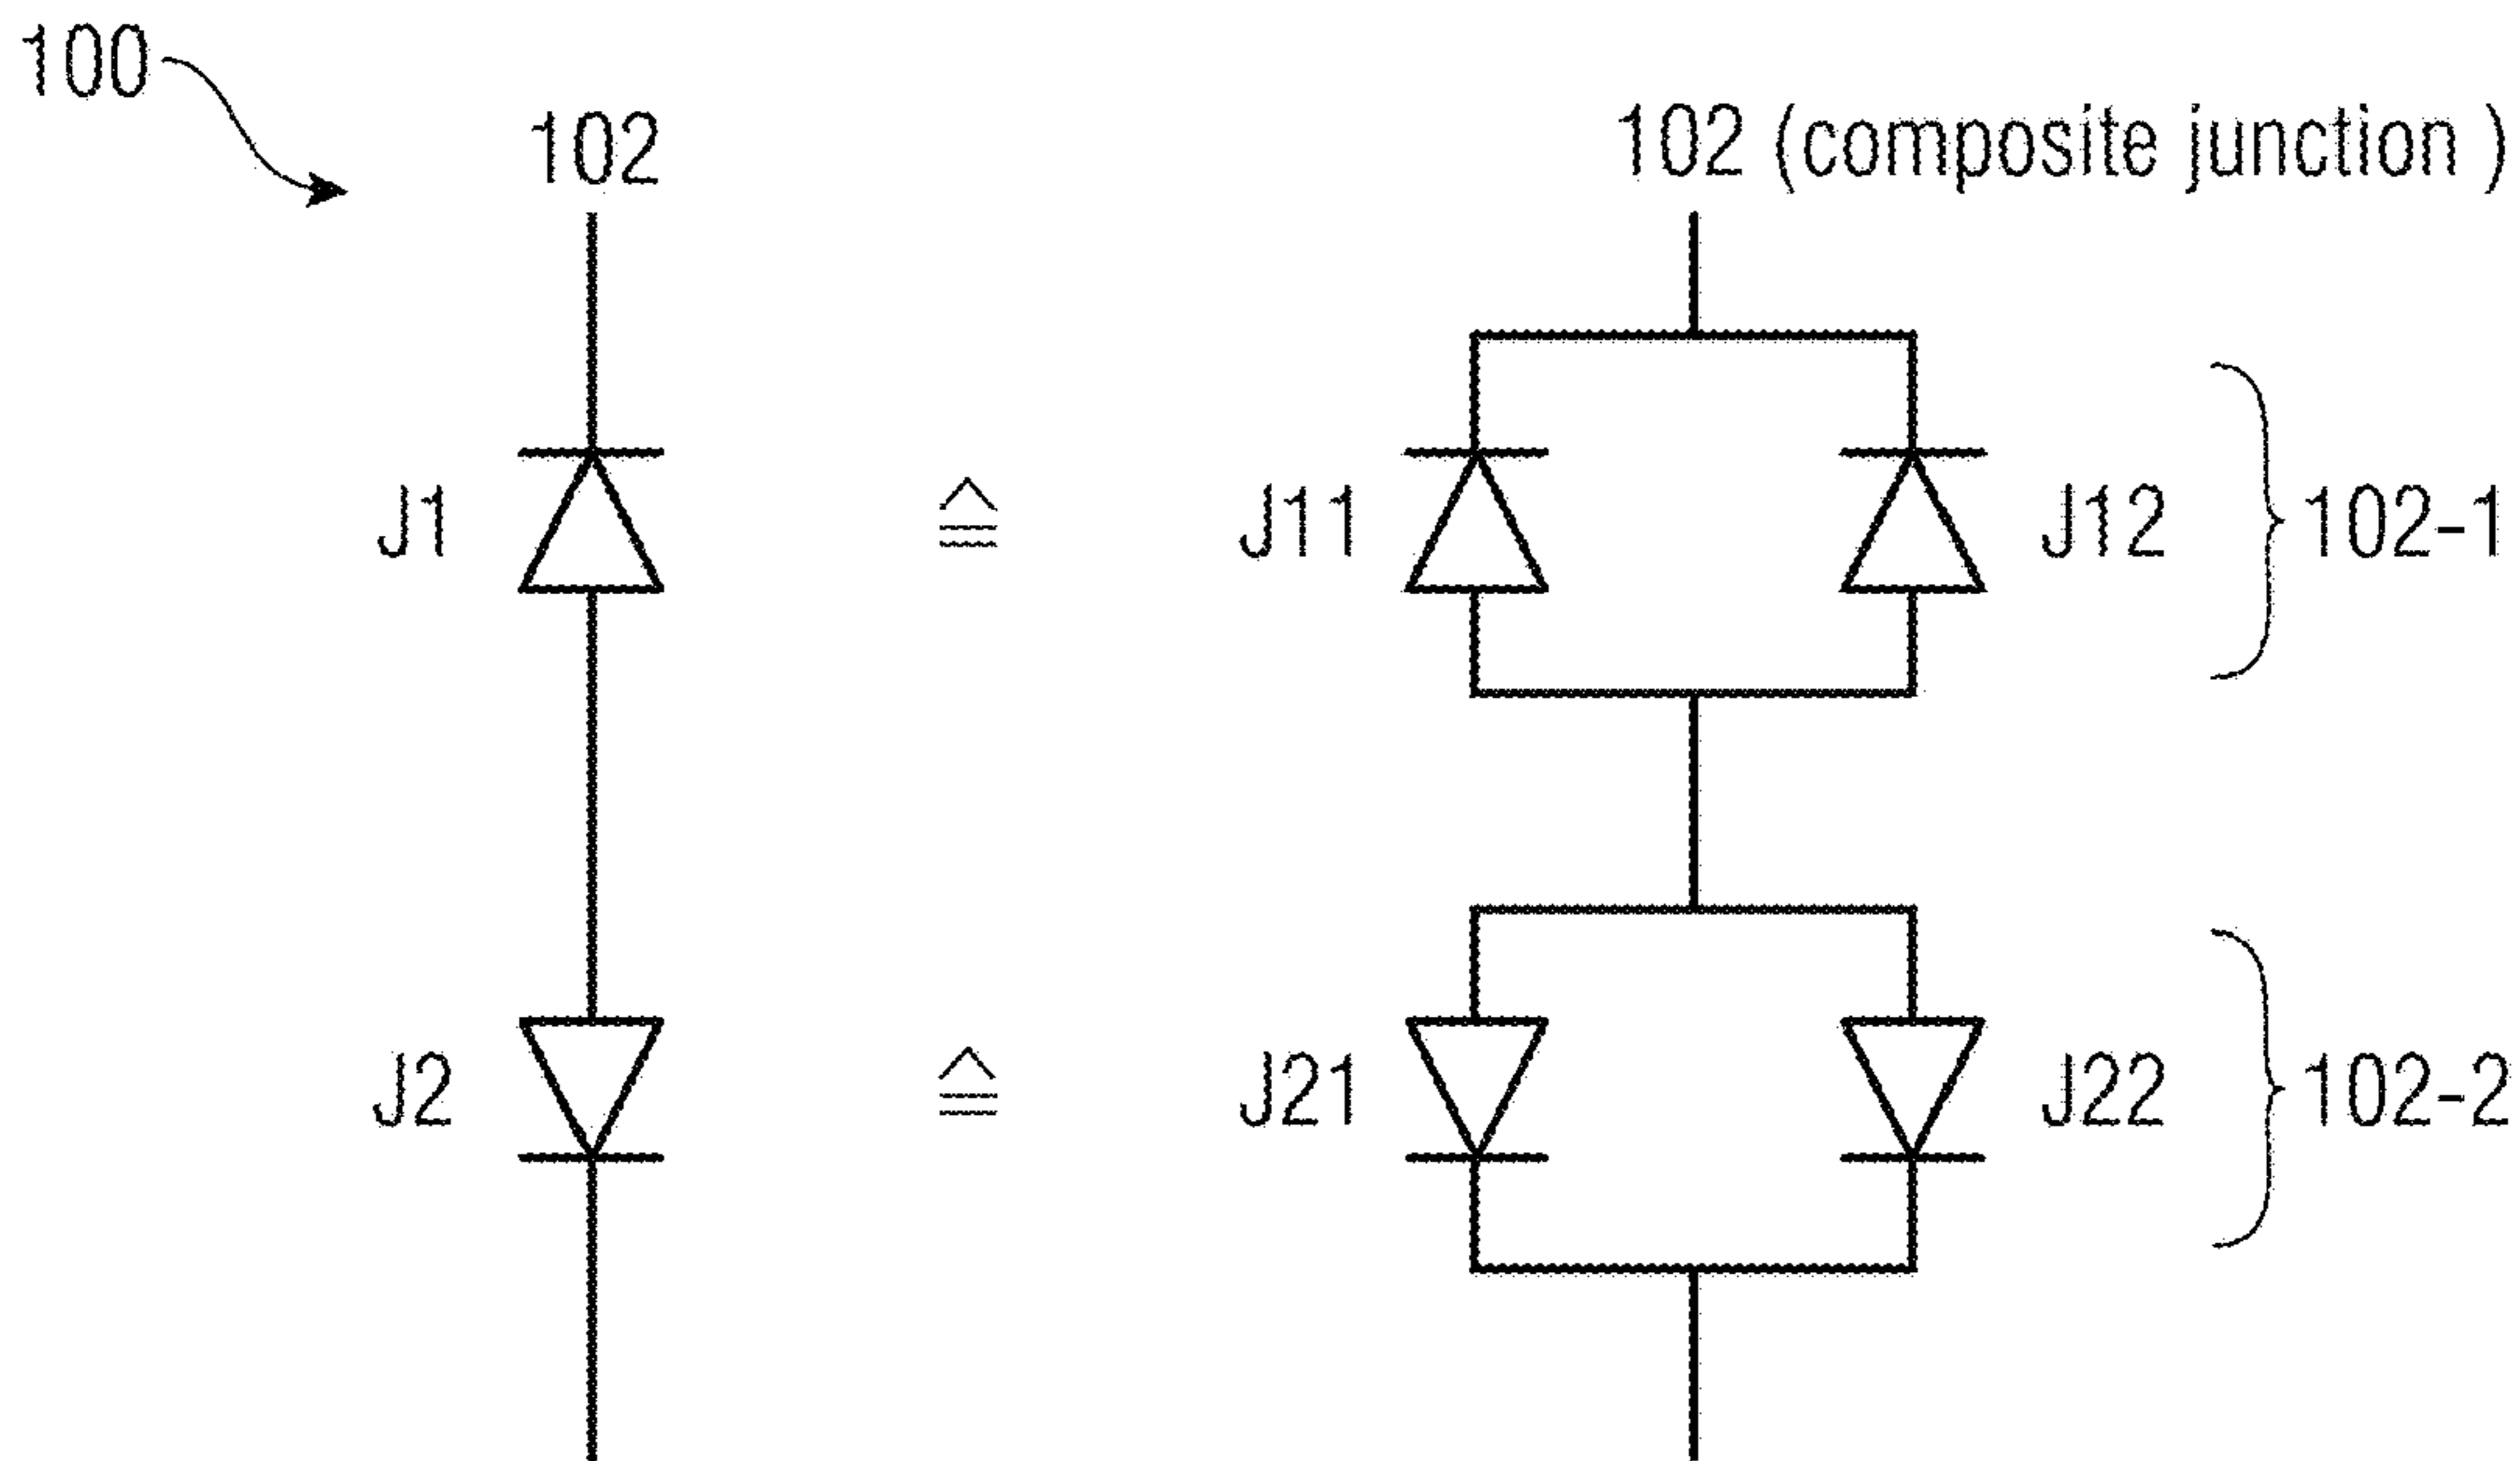 100
102
102 (composite junction )
J1
≙
J11
J12
102-1
J2
≙
J21
J22
102-2